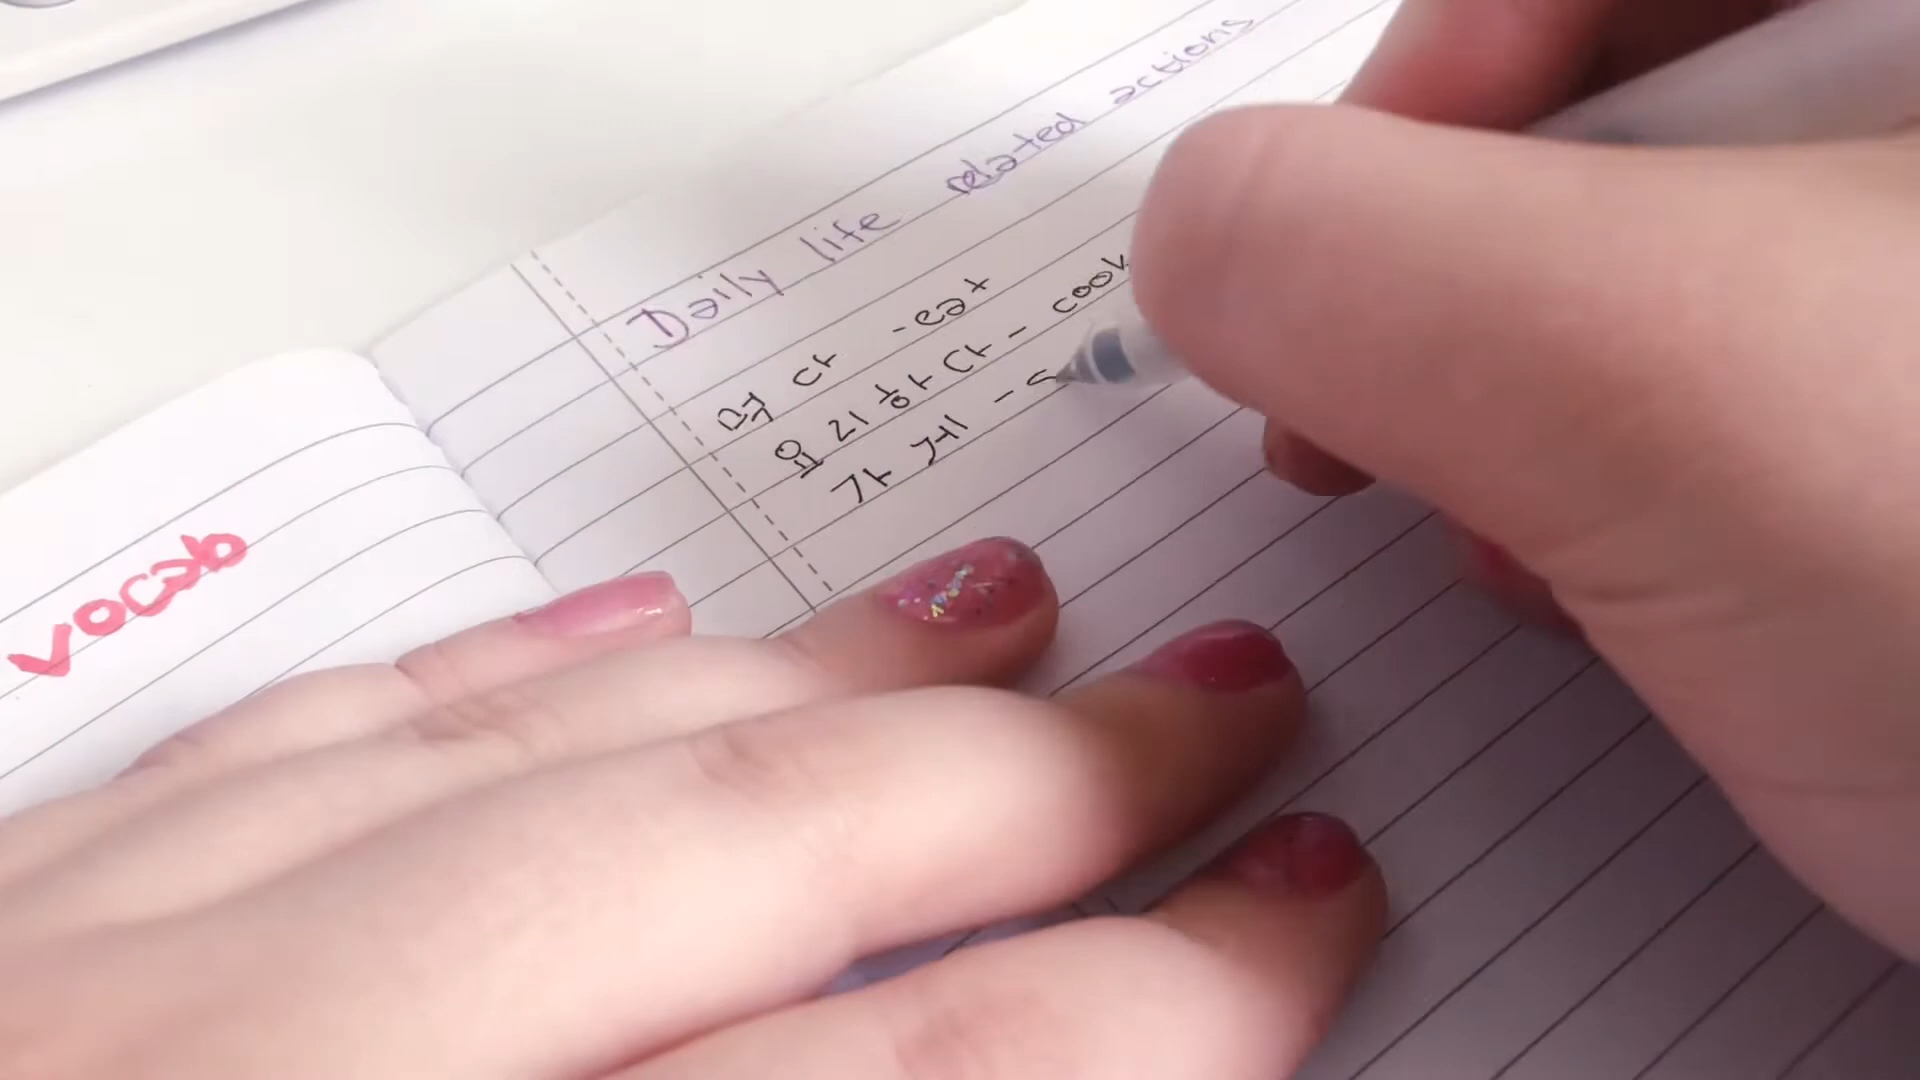 Daily life related actions
먹다 - eat
요리하다 - cook
가게 - s
vocab